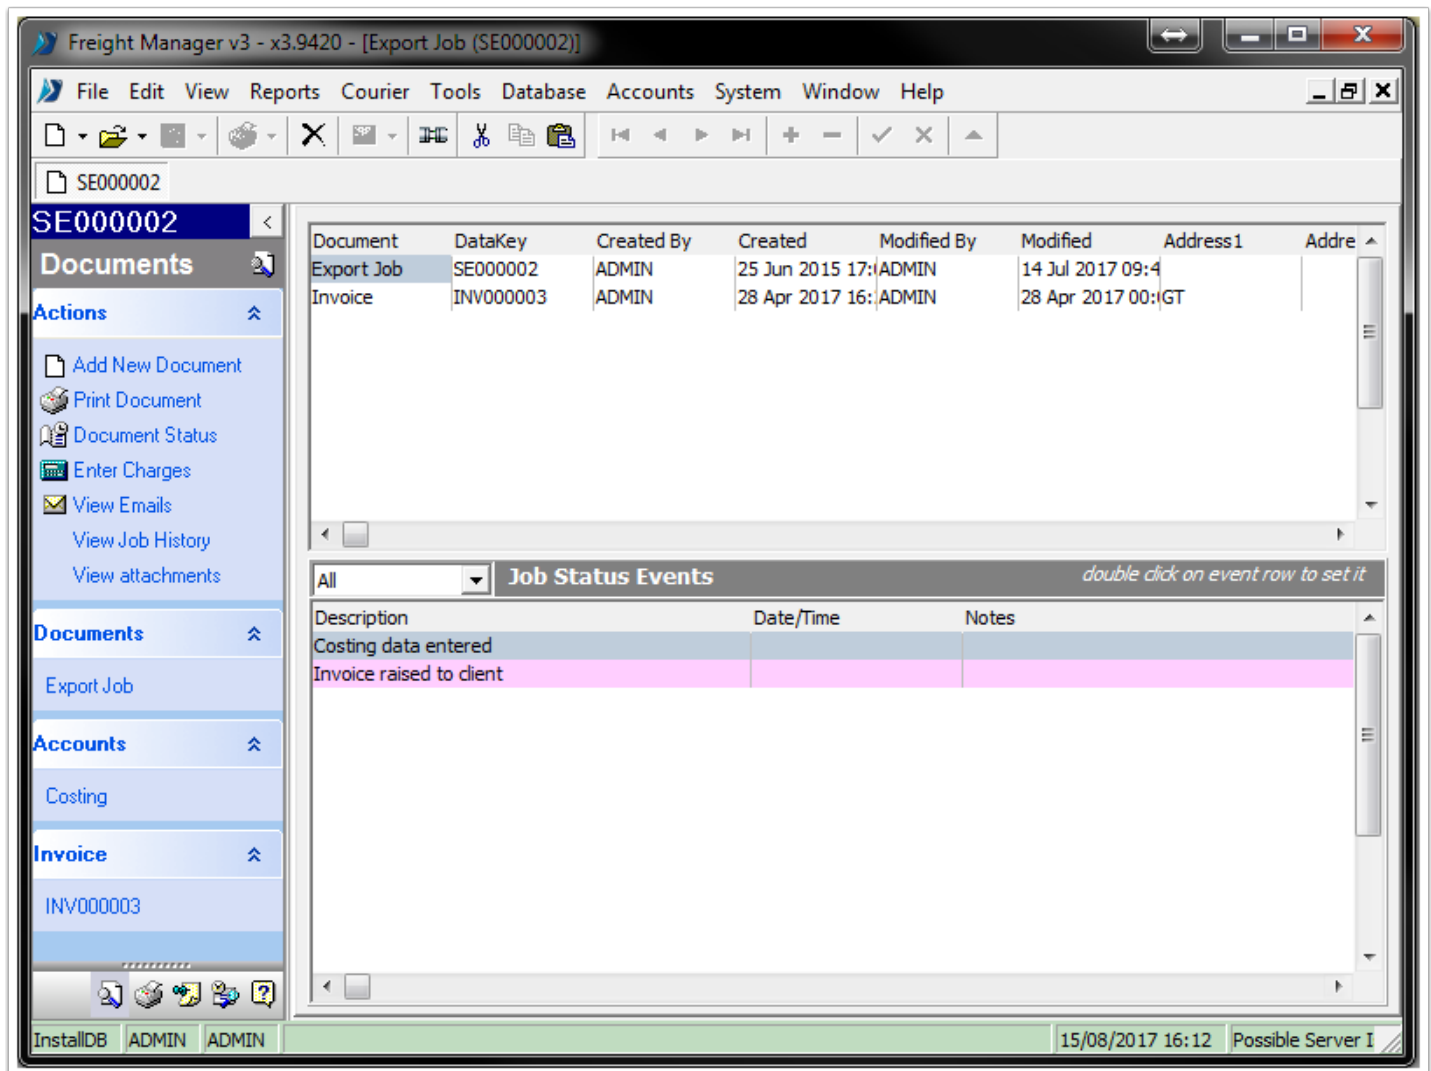 Freight Manager v3 - x3.9420 - [Export Job (SE000002)]
File Edit View Reports Courier Tools Database Accounts System Window Help
SE000002
SE000002
Documents
Actions
Add New Document
Print Document
Document Status
Enter Charges
View Emails
View Job History
View attachments
Documents
Export Job
Accounts
Costing
Invoice
INV000003
Document DataKey Created By Created Modified By Modified Address1 Addre
Export Job SE000002 ADMIN 25 Jun 2015 17: ADMIN 14 Jul 2017 09:4
Invoice INV000003 ADMIN 28 Apr 2017 16: ADMIN 28 Apr 2017 00: GT
All Job Status Events double click on event row to set it
Description Date/Time Notes
Costing data entered
Invoice raised to client
InstallDB ADMIN ADMIN 15/08/2017 16:12 Possible Server I